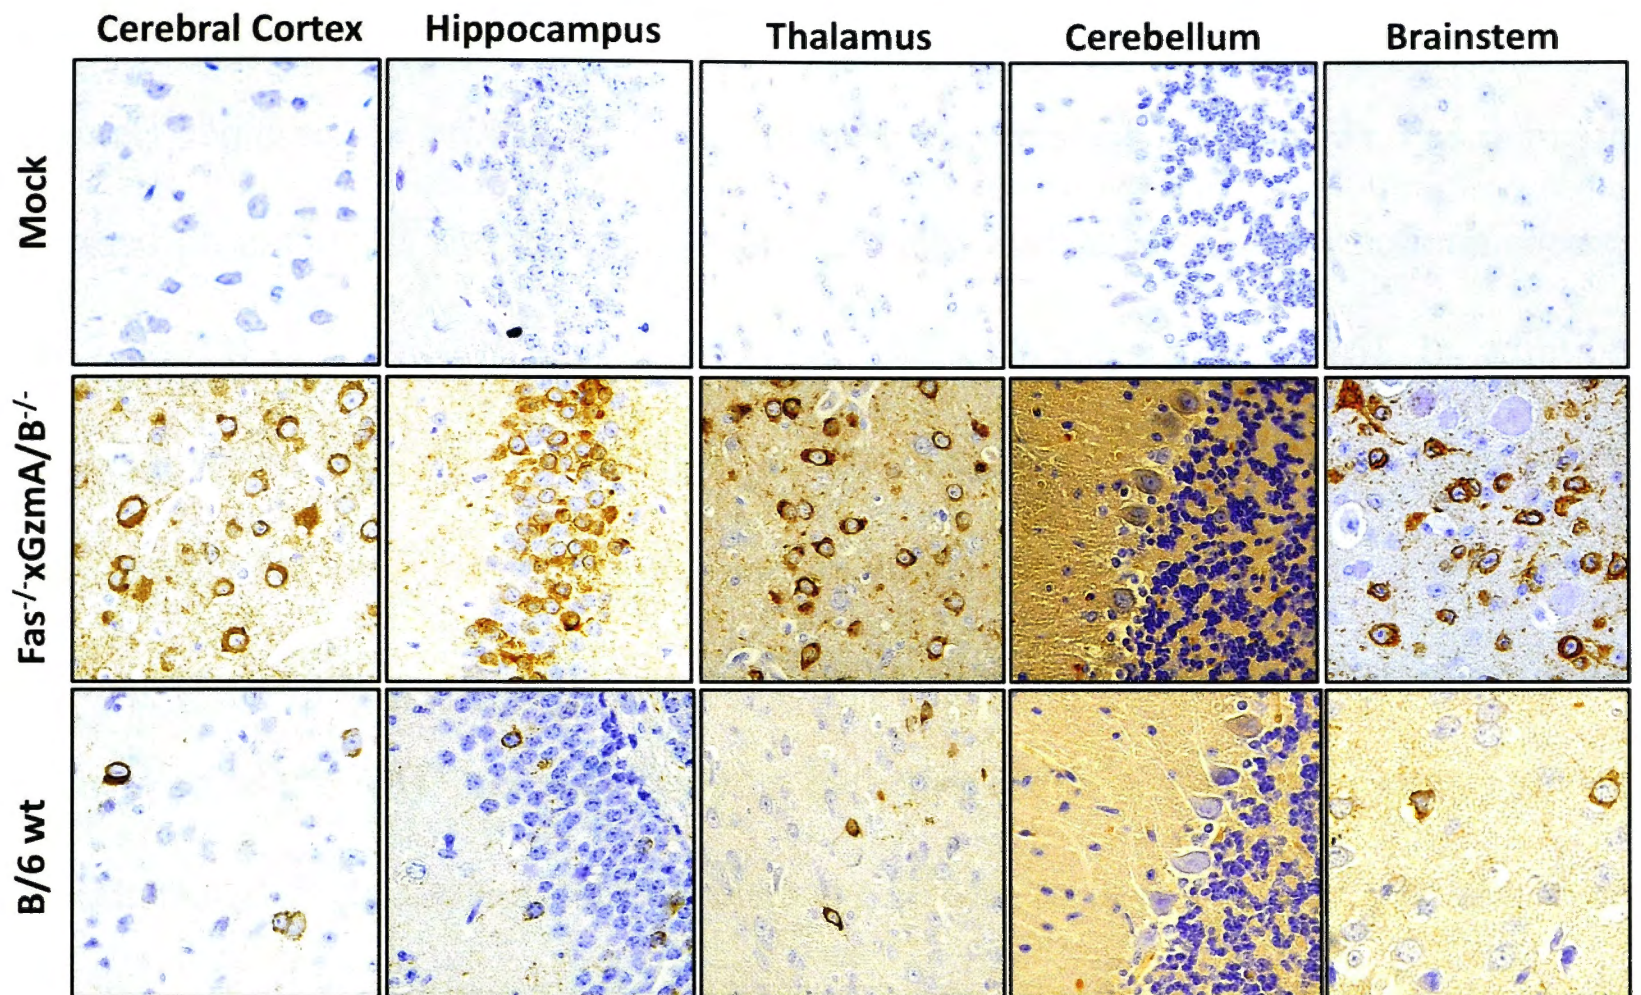 Cerebral Cortex Hippocampus Thalamus Cerebellum Brainstem
Mock
Fas-/-xGzmA/B-/-
B/6 wt